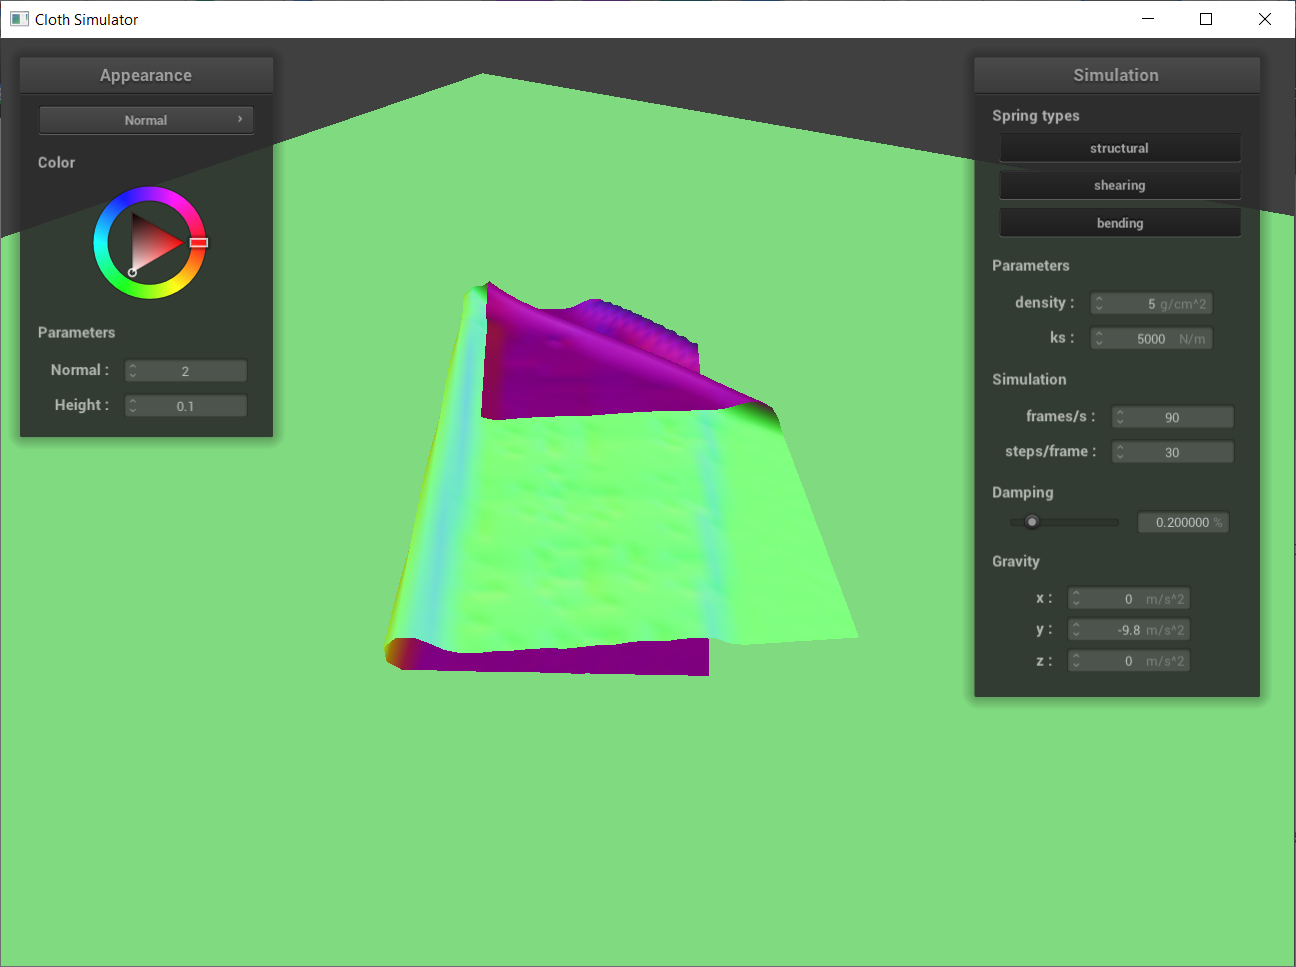 Cloth Simulator
Appearance
Normal
Color
Parameters
Normal : 2
Height : 0.1
Simulation
Spring types
structural
shearing
bending
Parameters
density : 5 g/cm^2
ks : 5000 N/m
Simulation
frames/s : 90
steps/frame : 30
Damping
0.200000 %
Gravity
x : 0 m/s^2
y : -9.8 m/s^2
z : 0 m/s^2